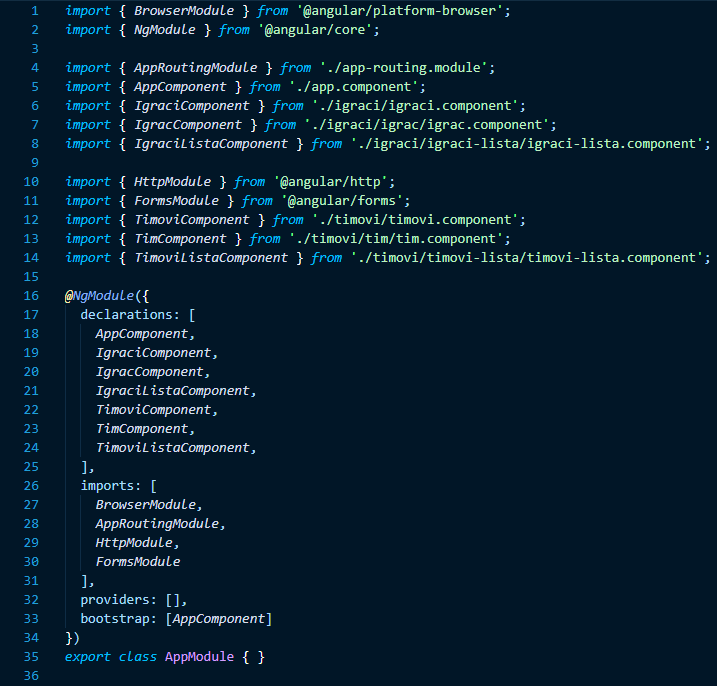 1 import { BrowserModule } from '@angular/platform-browser';
2 import { NgModule } from '@angular/core';
3
4 import { AppRoutingModule } from './app-routing.module';
5 import { AppComponent } from './app.component';
6 import { IgraciComponent } from './igraci/igraci.component';
7 import { IgracComponent } from './igraci/igrac/igrac.component';
8 import { IgraciListaComponent } from './igraci/igraci-lista/igraci-lista.component';
9
10 import { HttpModule } from '@angular/http';
11 import { FormsModule } from '@angular/forms';
12 import { TimoviComponent } from './timovi/timovi.component';
13 import { TimComponent } from './timovi/tim/tim.component';
14 import { TimoviListaComponent } from './timovi/timovi-lista/timovi-lista.component';
15
16 @NgModule({
17   declarations: [
18     AppComponent,
19     IgraciComponent,
20     IgracComponent,
21     IgraciListaComponent,
22     TimoviComponent,
23     TimComponent,
24     TimoviListaComponent,
25   ],
26   imports: [
27     BrowserModule,
28     AppRoutingModule,
29     HttpModule,
30     FormsModule
31   ],
32   providers: [],
33   bootstrap: [AppComponent]
34 })
35 export class AppModule { }
36